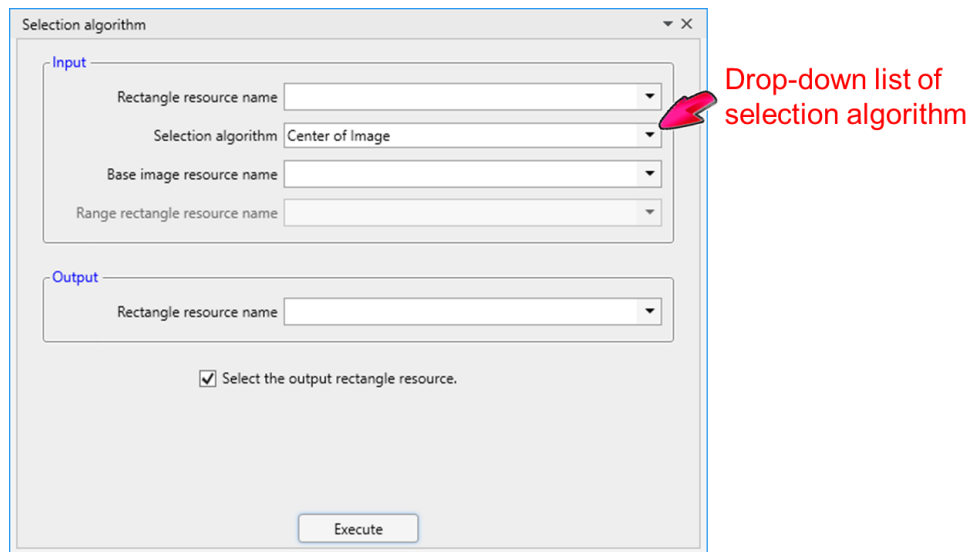 Selection algorithm
Input
Rectangle resource name
Selection algorithm Center of Image
Base image resource name
Range rectangle resource name
Output
Rectangle resource name
Select the output rectangle resource.
Execute
Drop-down list of
selection algorithm